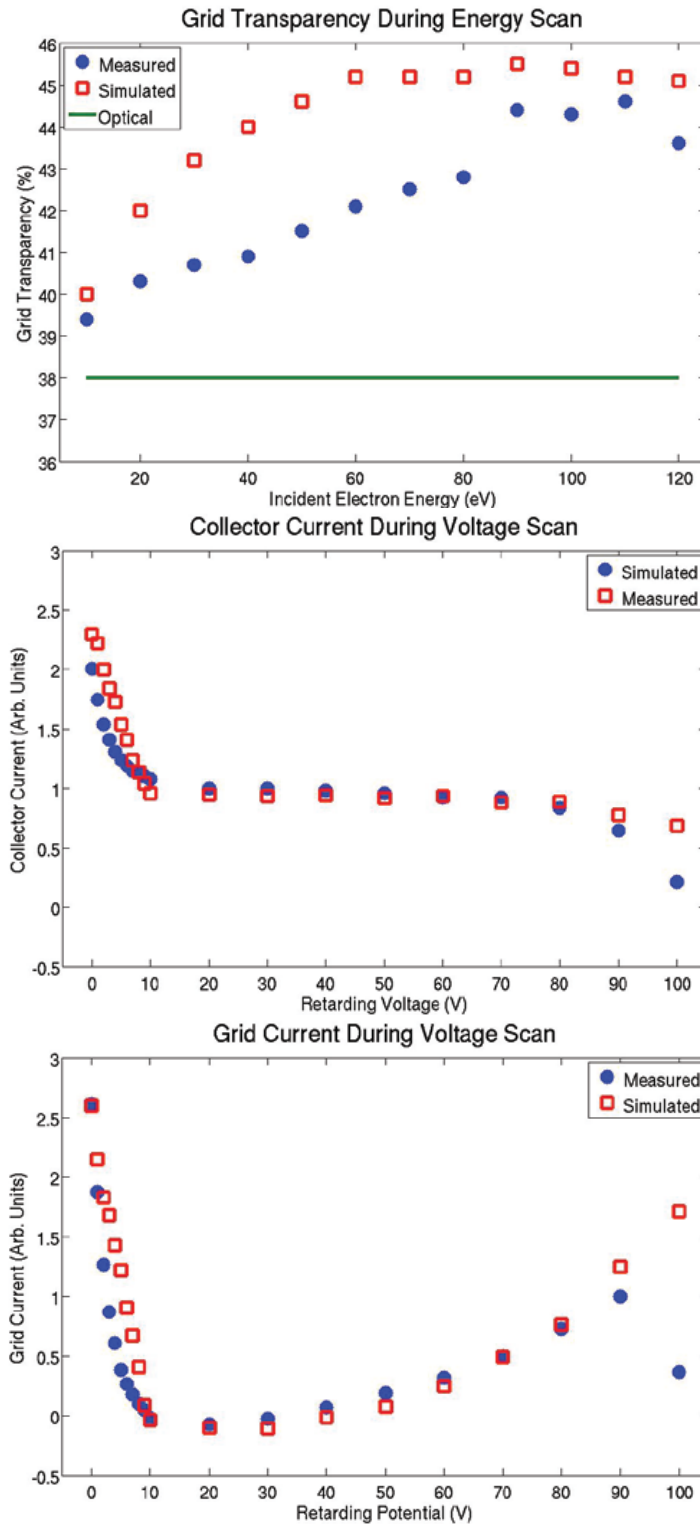 Grid Transparency During Energy Scan
46
45
44
43
42
41
40
39
38
37
36
Grid Transparency (%)
Measured
Simulated
Optical
20 40 60 80 100 120
Incident Electron Energy (eV)
Collector Current During Voltage Scan
3
2.5
2
1.5
1
0.5
0
-0.5
Collector Current (Arb. Units)
Simulated
Measured
0 10 20 30 40 50 60 70 80 90 100
Retarding Voltage (V)
Grid Current During Voltage Scan
3
2.5
2
1.5
1
0.5
0
-0.5
Grid Current (Arb. Units)
Measured
Simulated
0 10 20 30 40 50 60 70 80 90 100
Retarding Potential (V)